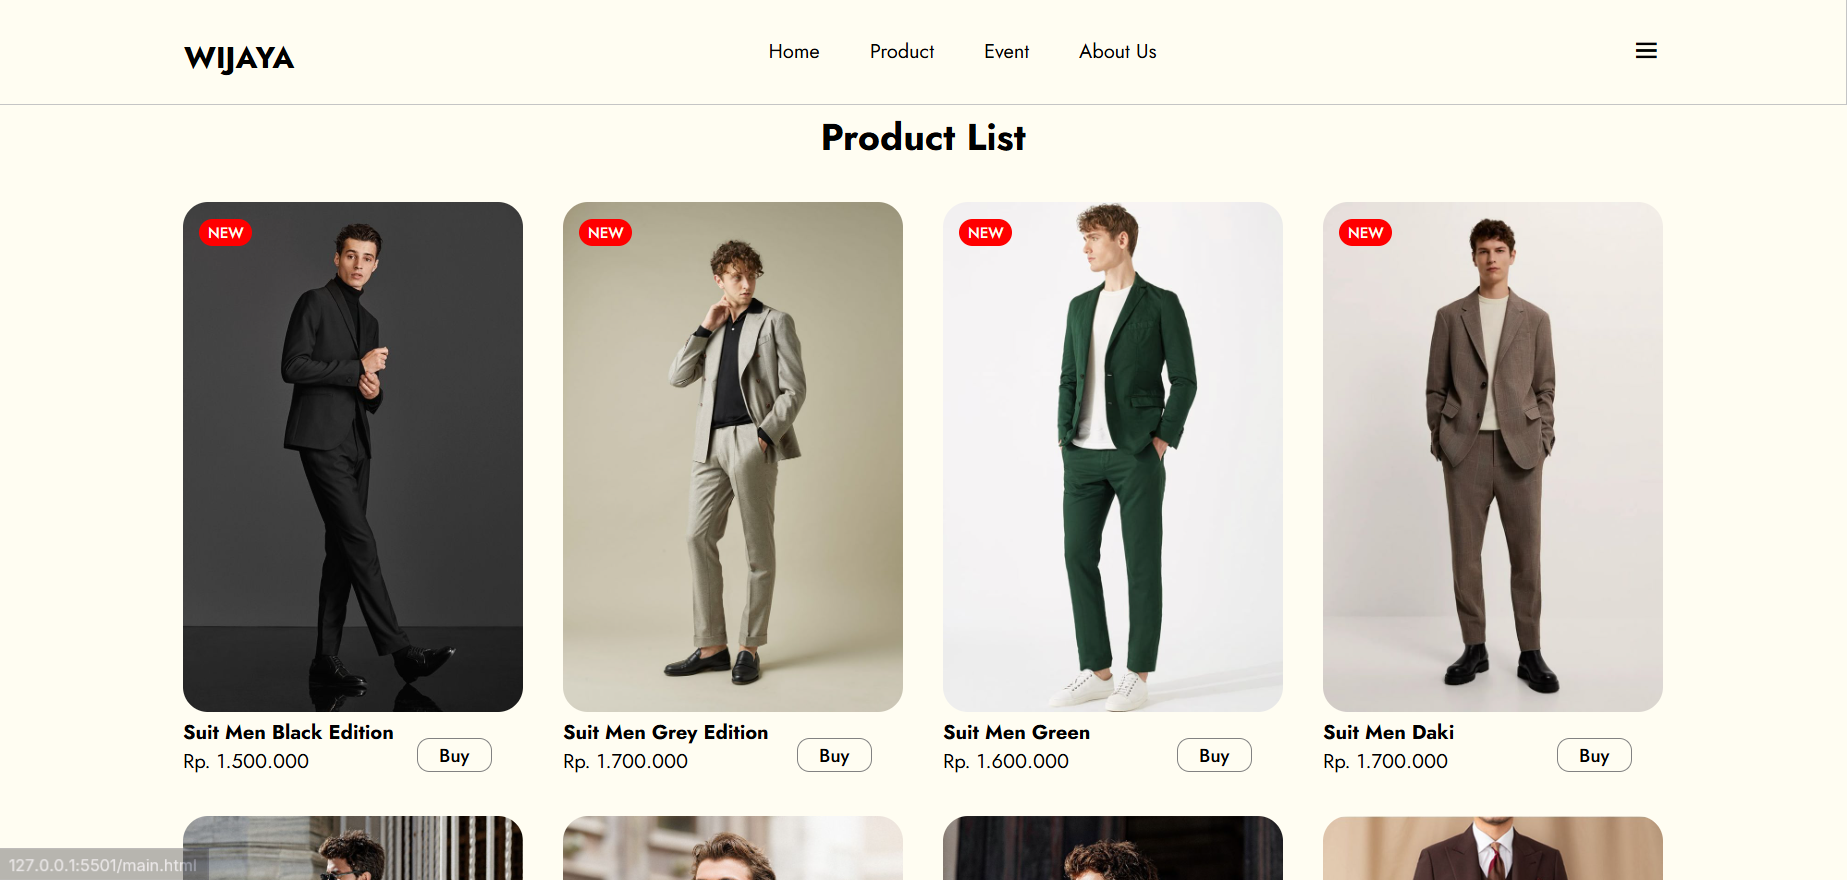 WIJAYA
Home Product Event About Us
Product List
NEW NEW NEW NEW
Suit Men Black Edition
Rp. 1.500.000
Buy
Suit Men Grey Edition
Rp. 1.700.000
Buy
Suit Men Green
Rp. 1.600.000
Buy
Suit Men Daki
Rp. 1.700.000
Buy
127.0.0.1:5501/main.html